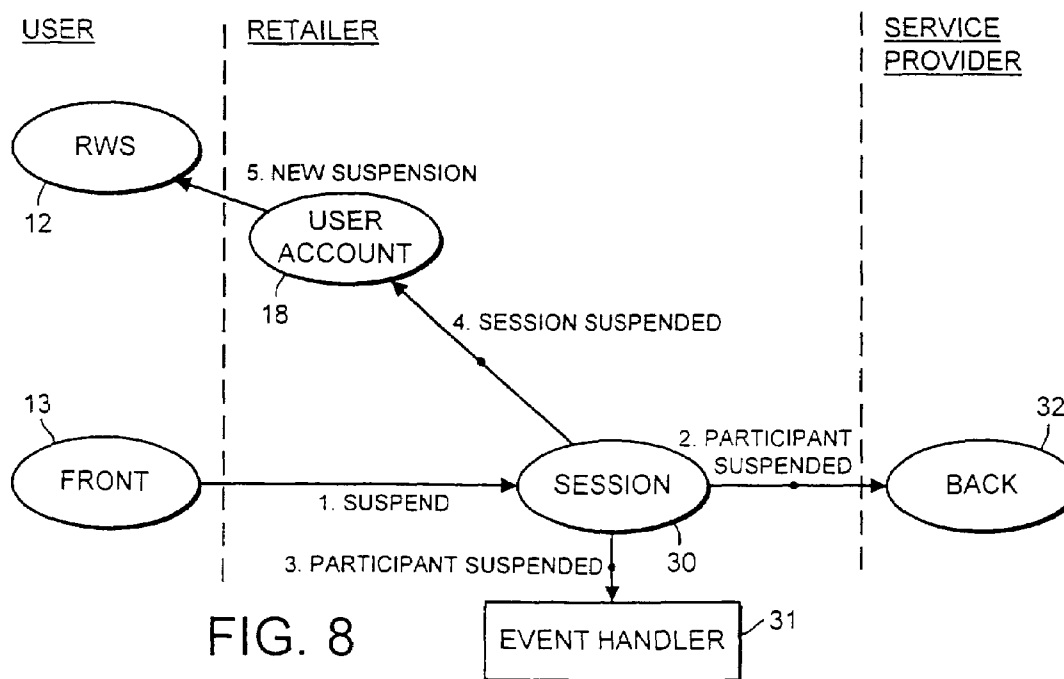 USER
RETAILER
SERVICE
PROVIDER
RWS
12
5. NEW SUSPENSION
USER
ACCOUNT
18
4. SESSION SUSPENDED
13
FRONT
1. SUSPEND
SESSION
30
2. PARTICIPANT
SUSPENDED
32
BACK
3. PARTICIPANT SUSPENDED
EVENT HANDLER
31
FIG. 8